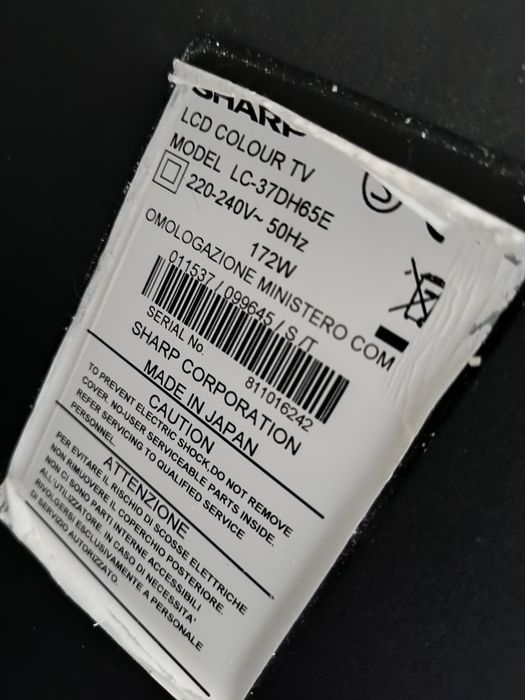 SHARP
LCD COLOUR TV
MODEL LC-37DH65E
220-240V~ 50Hz
172W
OMOLOGAZIONE MINISTERO COM
011537 / 099645 / S /T
SERIAL No. 811016242
SHARP CORPORATION
MADE IN JAPAN
CAUTION
TO PREVENT ELECTRIC SHOCK,DO NOT REMOVE
COVER. NO-USER SERVICEABLE PARTS INSIDE.
REFER SERVICING TO QUALIFIED SERVICE
PERSONNEL.
ATTENZIONE
PER EVITARE IL RISCHIO DI SCOSSE ELETTRICHE
NON RIMUOVERE IL COPERCHIO POSTERIORE.
NON CI SONO PARTI INTERNE ACCESSIBILI
ALL'UTILIZZATORE. IN CASO DI NECESSITA'
RIVOLGERSI ESCLUSIVAMENTE A PERSONALE
DI SERVIZIO AUTORIZZATO.